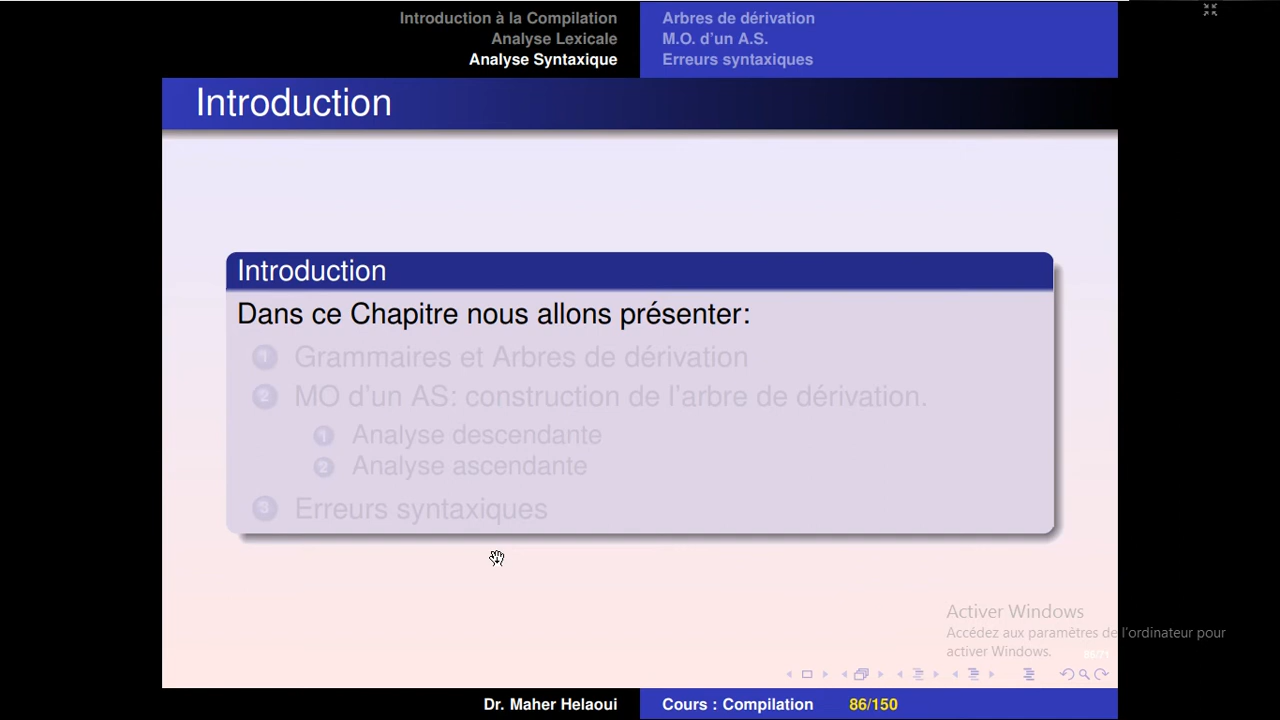 Introduction à la Compilation
Analyse Lexicale
Analyse Syntaxique
Arbres de dérivation
M.O. d'un A.S.
Erreurs syntaxiques
Introduction
Introduction
Dans ce Chapitre nous allons présenter:
1 Grammaires et Arbres de dérivation
2 MO d'un AS: construction de l'arbre de dérivation.
1 Analyse descendante
2 Analyse ascendante
3 Erreurs syntaxiques
Activer Windows
Accédez aux paramètres de l'ordinateur pour
activer Windows.
Dr. Maher Helaoui
Cours : Compilation
86/150